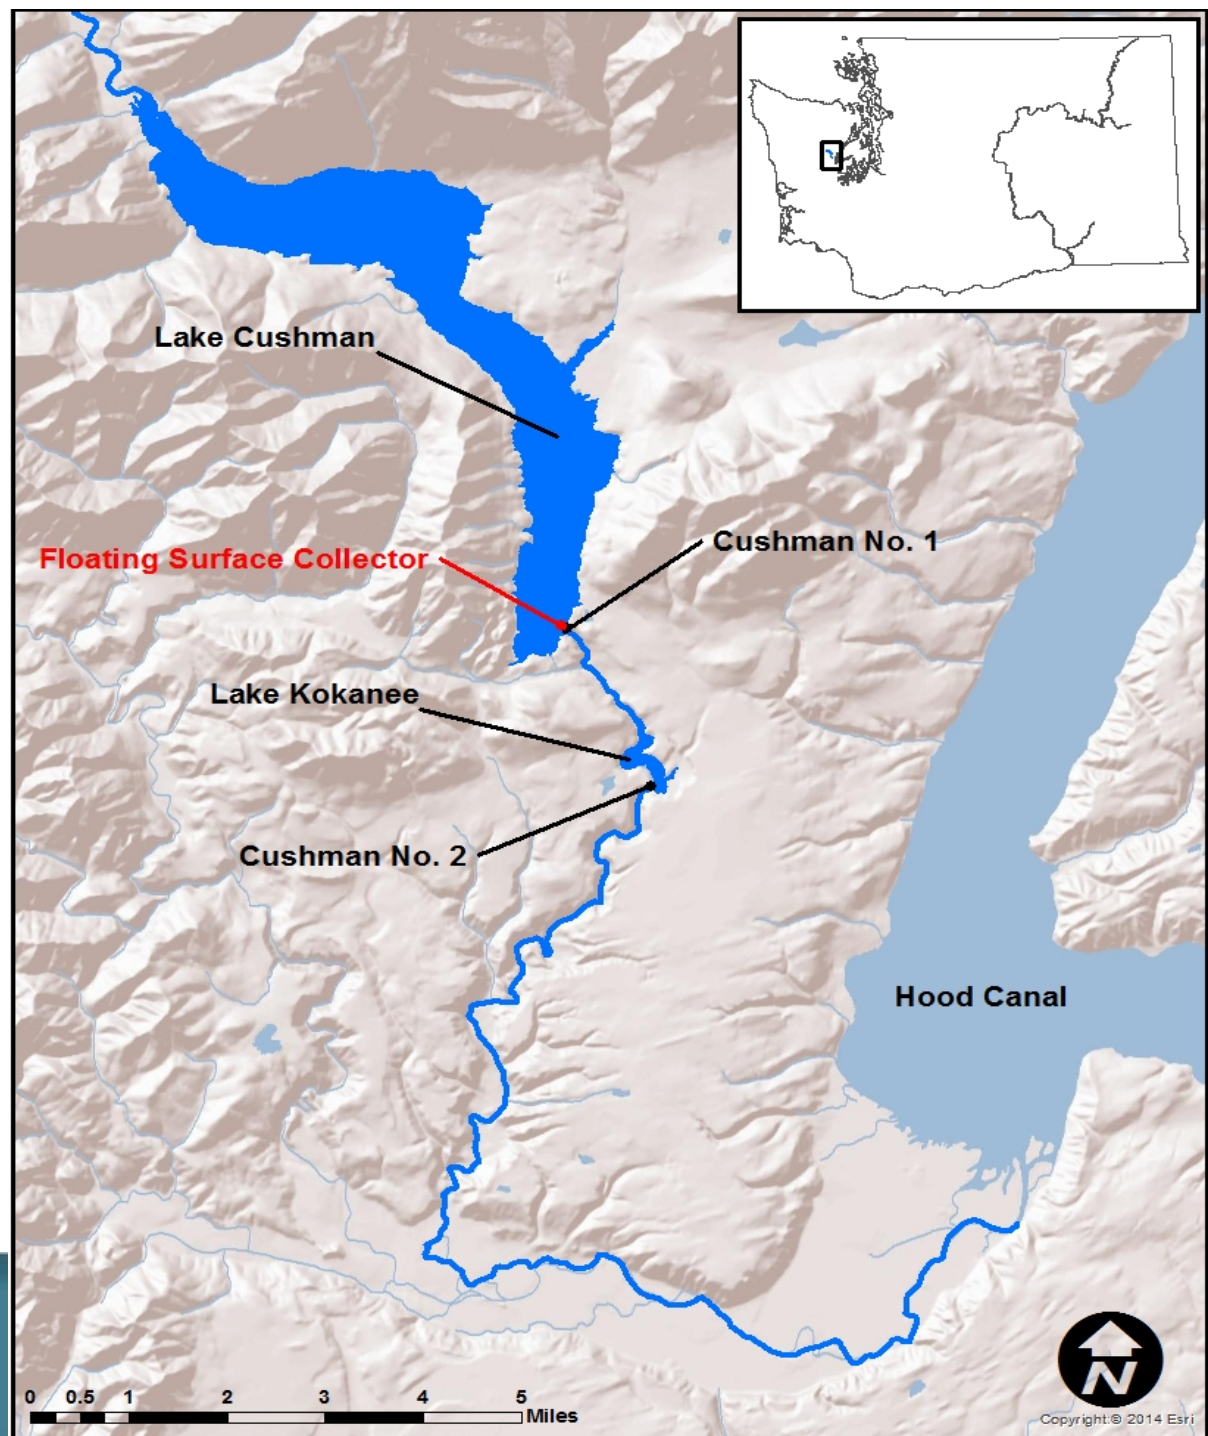 Lake Cushman
Cushman No. 1
Floating Surface Collector
Lake Kokanee
Cushman No. 2
Hood Canal
N
0 0.5 1 2 3 4 5
Miles
Copyright:© 2014 Esri